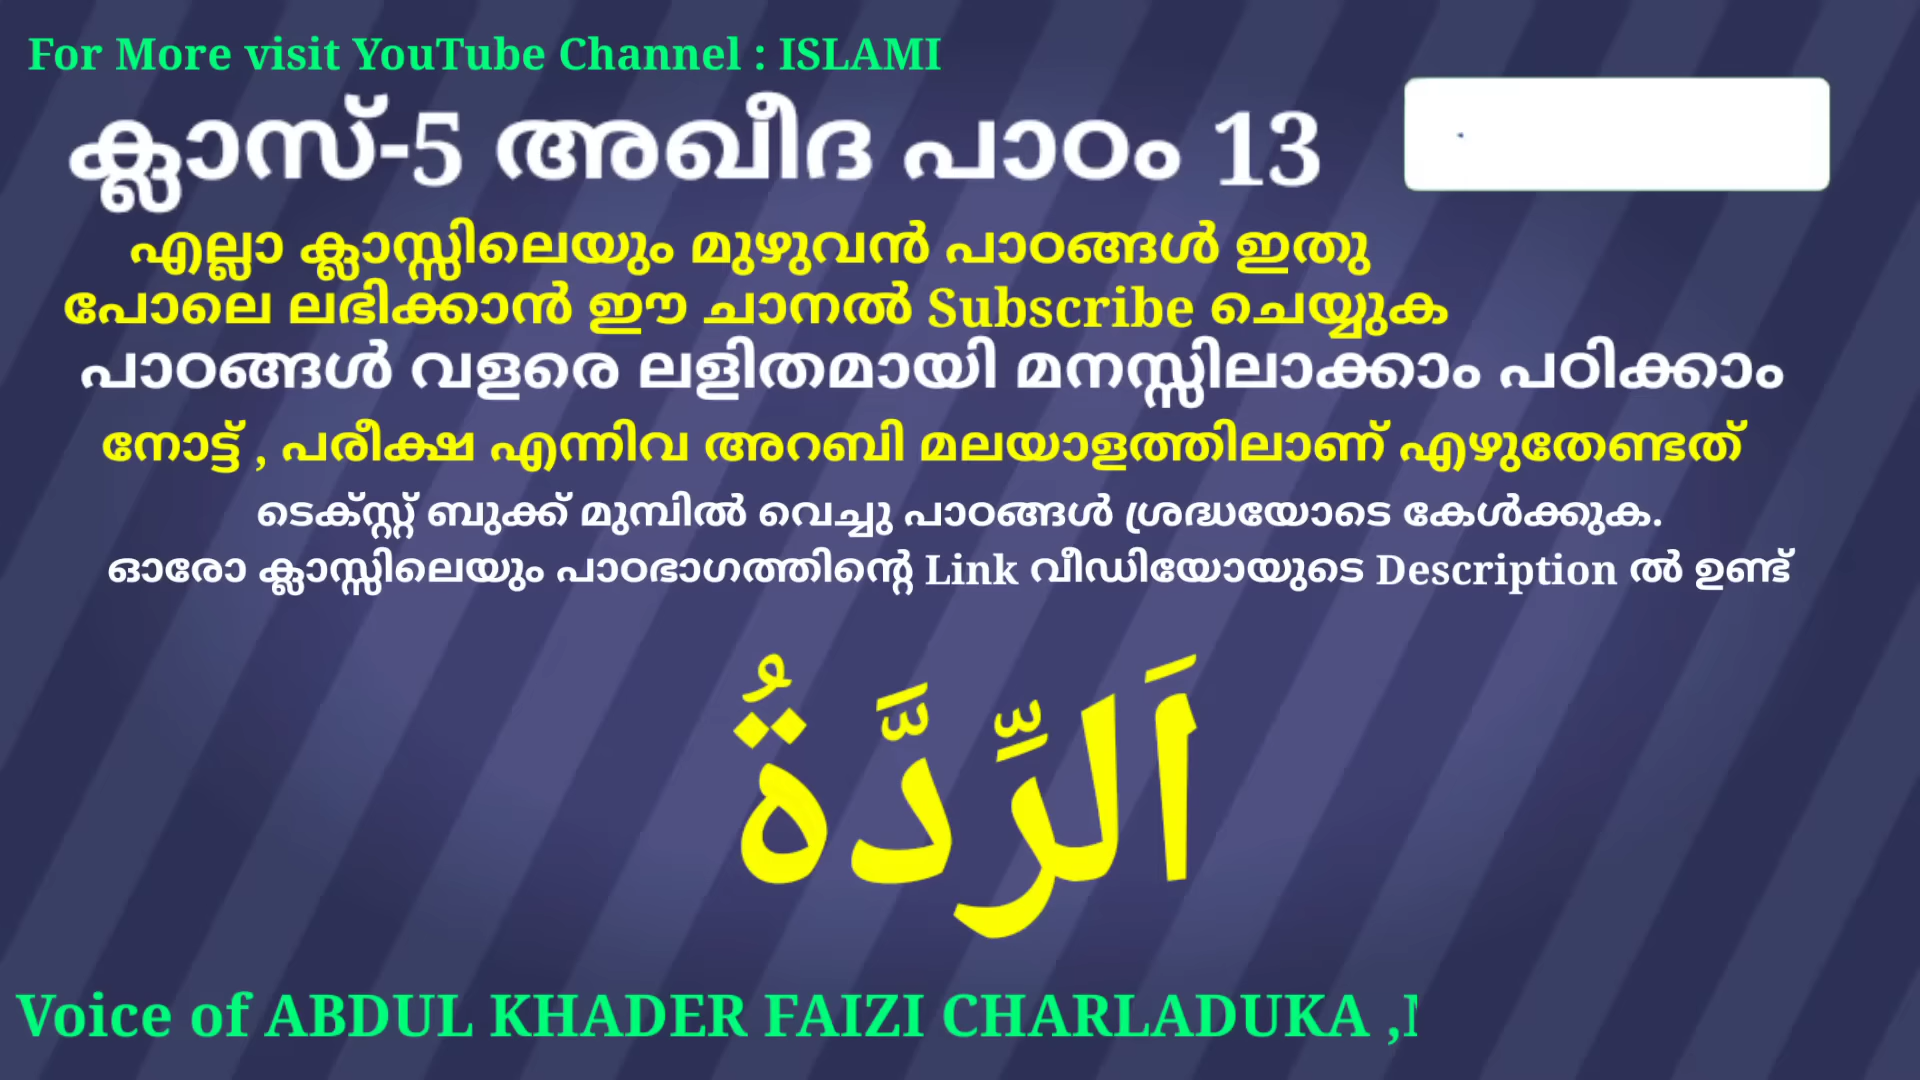 For More visit YouTube Channel : ISLAMI
ക്ലാസ്-5 അഖീദ പാഠം 13
എല്ലാ ക്ലാസ്സിലെയും മുഴുവൻ പാഠങ്ങൾ ഇതു
പോലെ ലഭിക്കാൻ ഈ ചാനൽ Subscribe ചെയ്യുക
പാഠങ്ങൾ വളരെ ലളിതമായി മനസ്സിലാക്കാം പഠിക്കാം
നോട്ട് , പരീക്ഷ എന്നിവ അറബി മലയാളത്തിലാണ് എഴുതേണ്ടത്
ടെക്സ്റ്റ് ബുക്ക് മുമ്പിൽ വെച്ചു പാഠങ്ങൾ ശ്രദ്ധയോടെ കേൾക്കുക.
ഓരോ ക്ലാസ്സിലെയും പാഠഭാഗത്തിന്റെ Link വീഡിയോയുടെ Description ൽ ഉണ്ട്
اَلرِّدَّةُ
Voice of ABDUL KHADER FAIZI CHARLADUKA ,